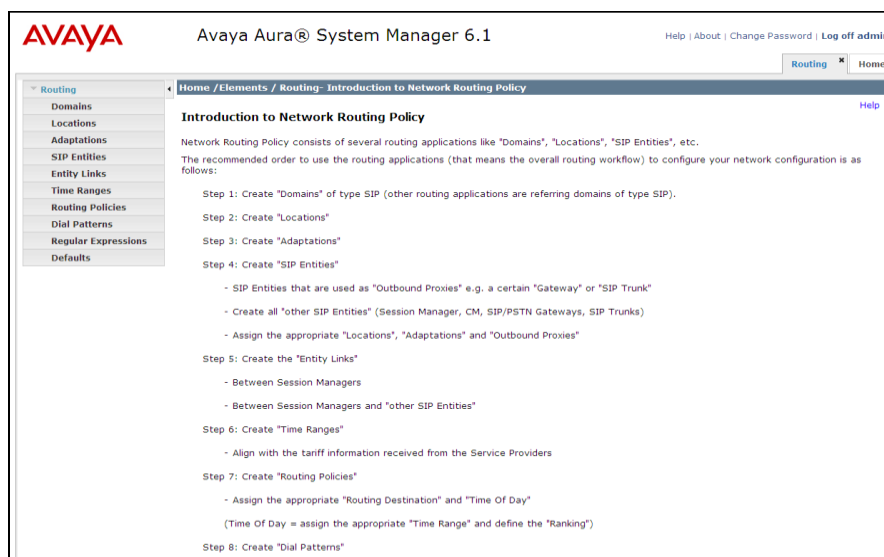 AVAYA
Avaya Aura® System Manager 6.1
Help | About | Change Password | Log off admin
Routing ✖ Home
Routing
Domains
Locations
Adaptations
SIP Entities
Entity Links
Time Ranges
Routing Policies
Dial Patterns
Regular Expressions
Defaults
Home /Elements / Routing- Introduction to Network Routing Policy
Help
Introduction to Network Routing Policy
Network Routing Policy consists of several routing applications like "Domains", "Locations", "SIP Entities", etc.
The recommended order to use the routing applications (that means the overall routing workflow) to configure your network configuration is as
follows:
Step 1: Create "Domains" of type SIP (other routing applications are referring domains of type SIP).
Step 2: Create "Locations"
Step 3: Create "Adaptations"
Step 4: Create "SIP Entities"
- SIP Entities that are used as "Outbound Proxies" e.g. a certain "Gateway" or "SIP Trunk"
- Create all "other SIP Entities" (Session Manager, CM, SIP/PSTN Gateways, SIP Trunks)
- Assign the appropriate "Locations", "Adaptations" and "Outbound Proxies"
Step 5: Create the "Entity Links"
- Between Session Managers
- Between Session Managers and "other SIP Entities"
Step 6: Create "Time Ranges"
- Align with the tariff information received from the Service Providers
Step 7: Create "Routing Policies"
- Assign the appropriate "Routing Destination" and "Time Of Day"
(Time Of Day = assign the appropriate "Time Range" and define the "Ranking")
Step 8: Create "Dial Patterns"